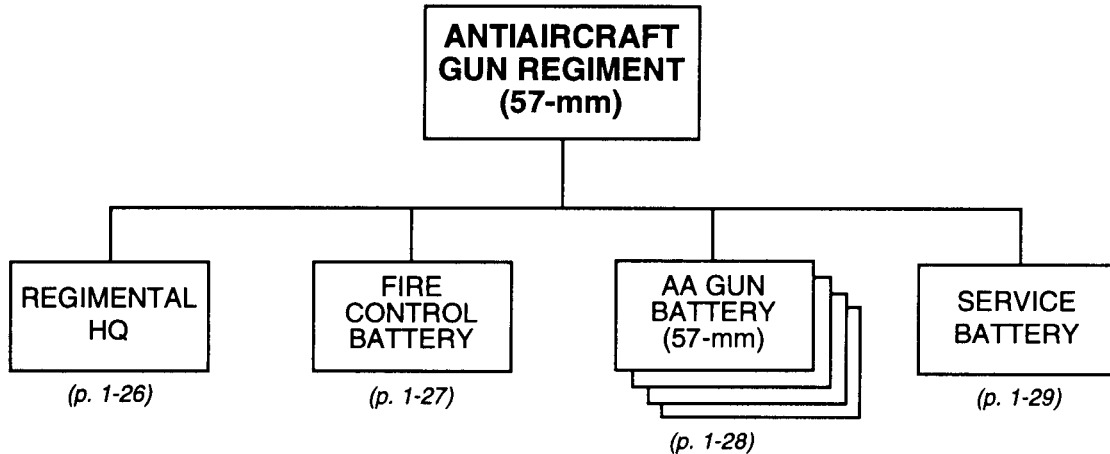 ANTIAIRCRAFT
GUN REGIMENT
(57-mm)
REGIMENTAL
HQ
(p. 1-26)
FIRE
CONTROL
BATTERY
(p. 1-27)
AA GUN
BATTERY
(57-mm)
(p. 1-28)
SERVICE
BATTERY
(p. 1-29)